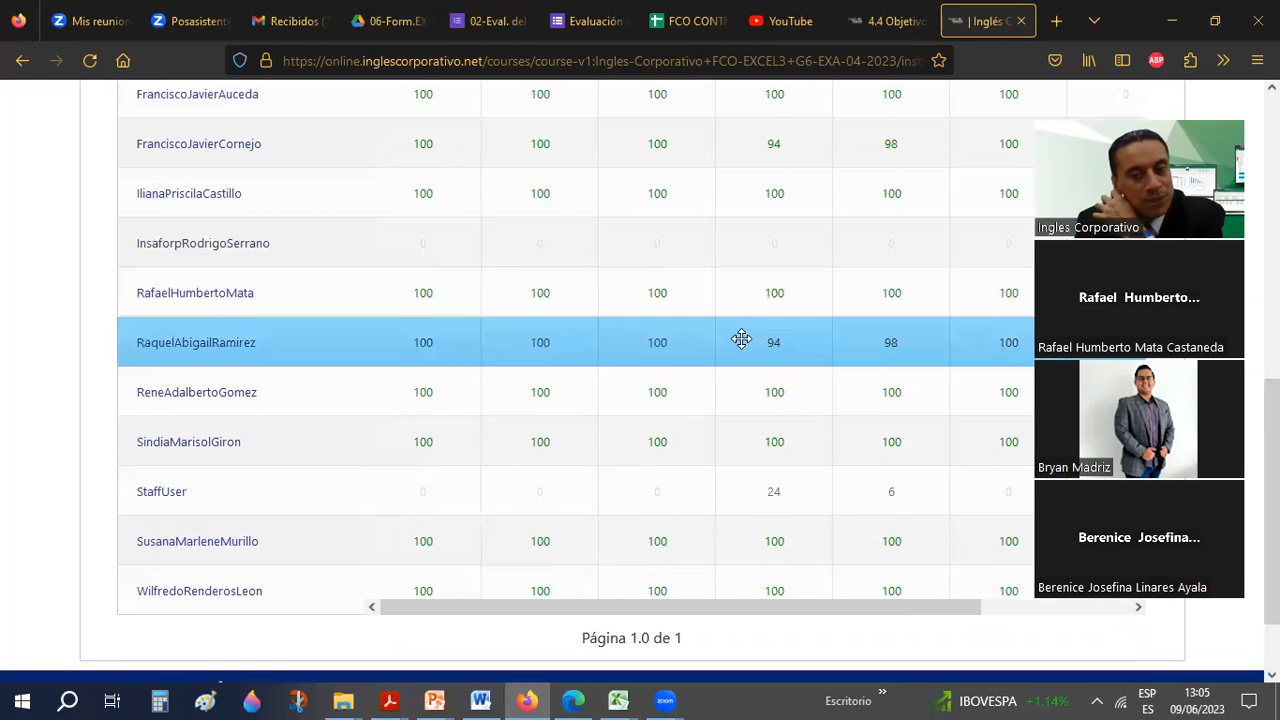 Mis reunion
Posasistente
Recibidos (
06-Form.EX
02-Eval. del
Evaluación
FCO CONT
YouTube
4.4 Objetivo
| Inglés C
https://online.inglescorporativo.net/courses/course-v1:Ingles-Corporativo+FCO-EXCEL3+G6-EXA-04-2023/inst
ABP
FranciscoJavierAuceda 100 100 100 100 100 100 0
FranciscoJavierCornejo 100 100 100 94 98 100
IlianaPriscilaCastillo 100 100 100 100 100 100
InsaforpRodrigoSerrano 0 0 0 0 0 0
RafaelHumbertoMata 100 100 100 100 100 100
RaquelAbigailRamirez 100 100 100 94 98 100
ReneAdalbertoGomez 100 100 100 100 100 100
SindiaMarisolGiron 100 100 100 100 100 100
StaffUser 0 0 0 24 6 0
SusanaMarleneMurillo 100 100 100 100 100 100
WilfredoRenderosLeon 100 100 100 100 100 100
Página 1.0 de 1
Ingles Corporativo
Rafael Humberto...
Rafael Humberto Mata Castaneda
Bryan Madriz
Berenice Josefina...
Berenice Josefina Linares Ayala
zoom
Escritorio
IBOVESPA +1.14%
ESP
ES
13:05
09/06/2023